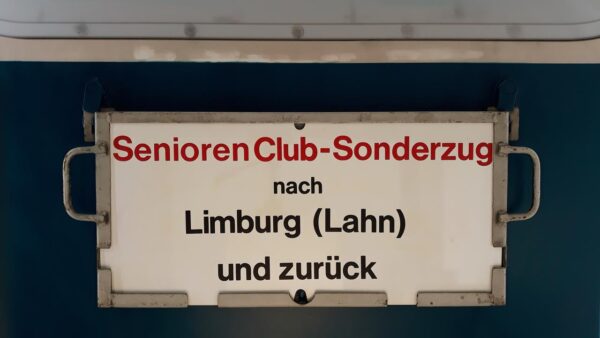 Senioren Club-Sonderzug
nach
Limburg (Lahn)
und zurück